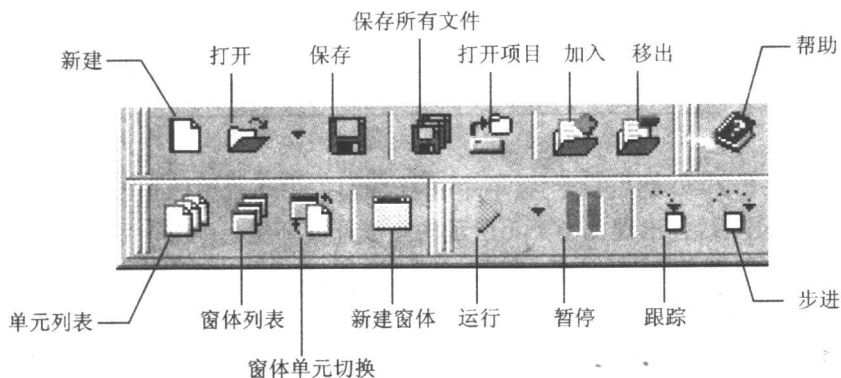 保存所有文件
新建
打开
保存
打开项目
加入
移出
帮助
单元列表
窗体列表
窗体单元切换
新建窗体
运行
暂停
跟踪
步进